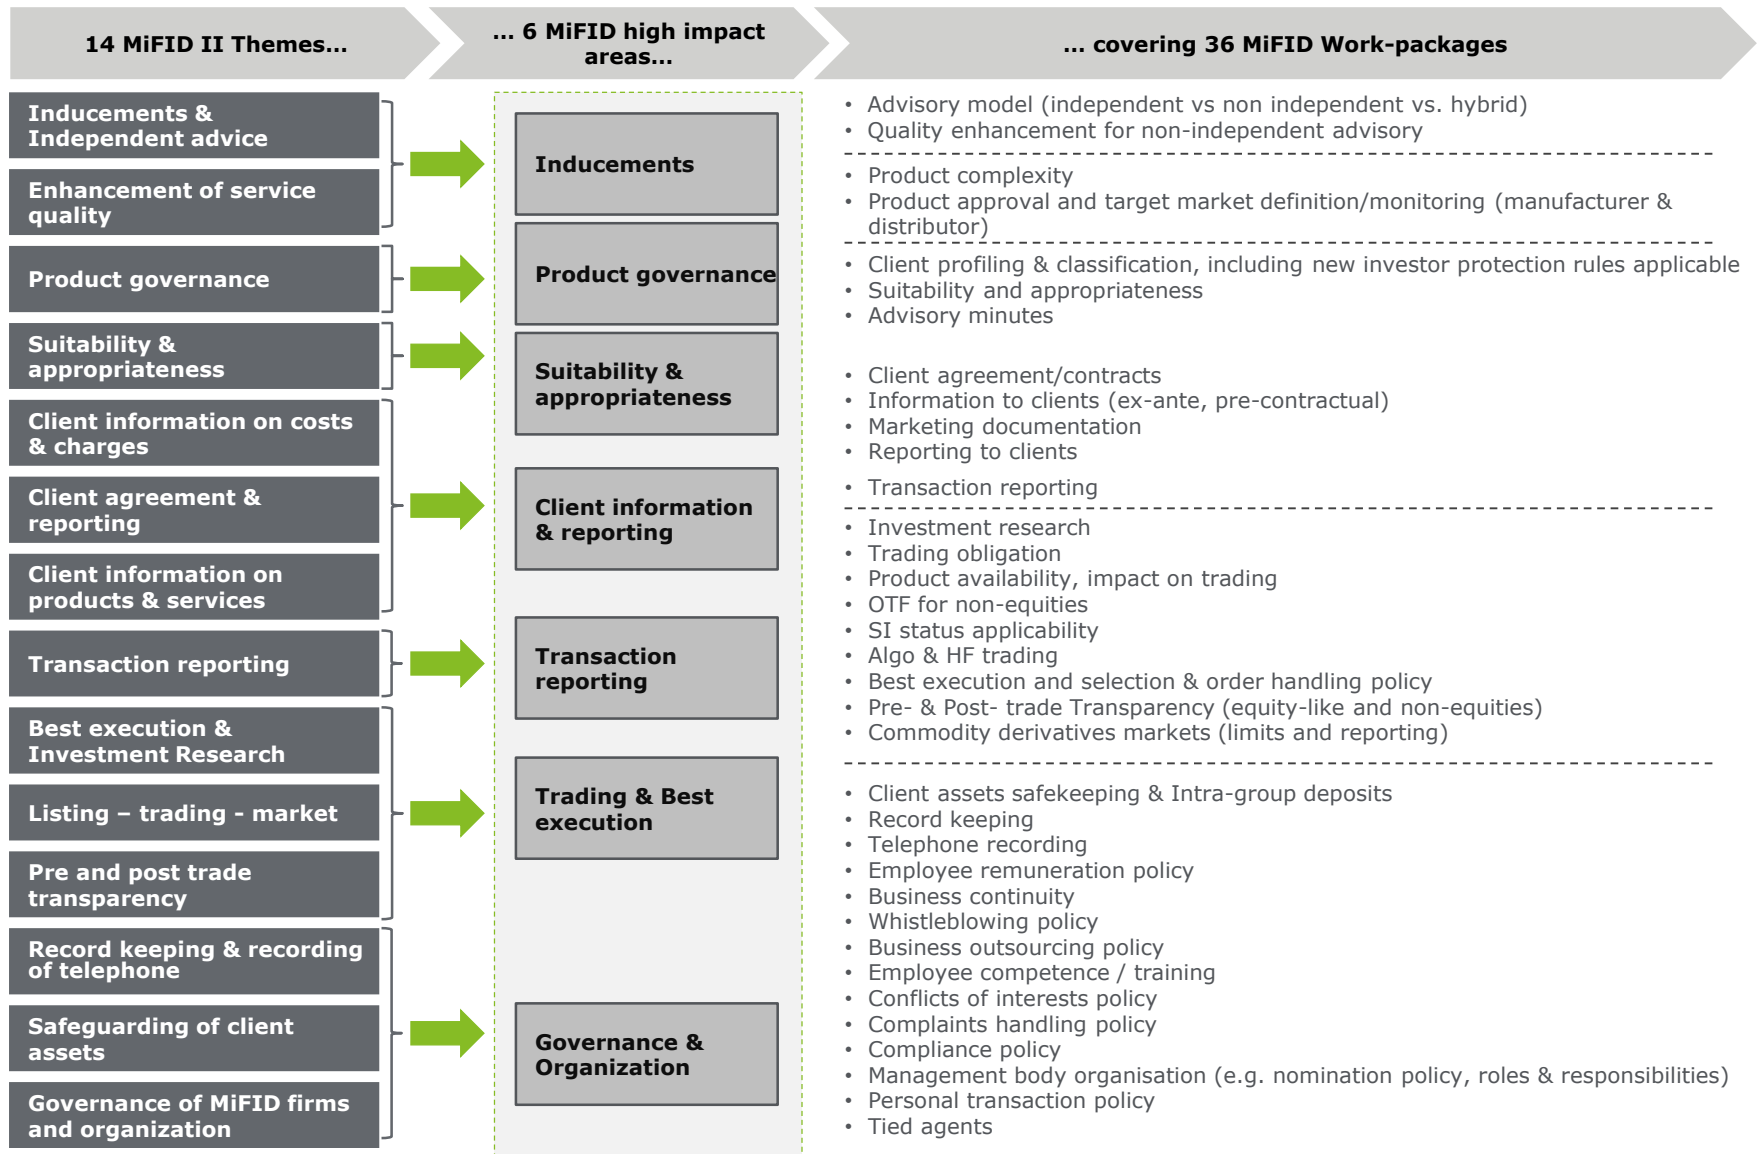 14 MiFID II Themes...
... 6 MiFID high impact
areas...
... covering 36 MiFID Work-packages
Inducements &
Independent advice
Enhancement of service
quality
Product governance
Suitability &
appropriateness
Client information on costs
& charges
Client agreement &
reporting
Client information on
products & services
Transaction reporting
Best execution &
Investment Research
Listing – trading - market
Pre and post trade
transparency
Record keeping & recording
of telephone
Safeguarding of client
assets
Governance of MiFID firms
and organization
Inducements
Product governance
Suitability &
appropriateness
Client information
& reporting
Transaction
reporting
Trading & Best
execution
Governance &
Organization
• Advisory model (independent vs non independent vs. hybrid)
• Quality enhancement for non-independent advisory
• Product complexity
• Product approval and target market definition/monitoring (manufacturer &
distributor)
• Client profiling & classification, including new investor protection rules applicable
• Suitability and appropriateness
• Advisory minutes
• Client agreement/contracts
• Information to clients (ex-ante, pre-contractual)
• Marketing documentation
• Reporting to clients
• Transaction reporting
• Investment research
• Trading obligation
• Product availability, impact on trading
• OTF for non-equities
• SI status applicability
• Algo & HF trading
• Best execution and selection & order handling policy
• Pre- & Post- trade Transparency (equity-like and non-equities)
• Commodity derivatives markets (limits and reporting)
• Client assets safekeeping & Intra-group deposits
• Record keeping
• Telephone recording
• Employee remuneration policy
• Business continuity
• Whistleblowing policy
• Business outsourcing policy
• Employee competence / training
• Conflicts of interests policy
• Complaints handling policy
• Compliance policy
• Management body organisation (e.g. nomination policy, roles & responsibilities)
• Personal transaction policy
• Tied agents